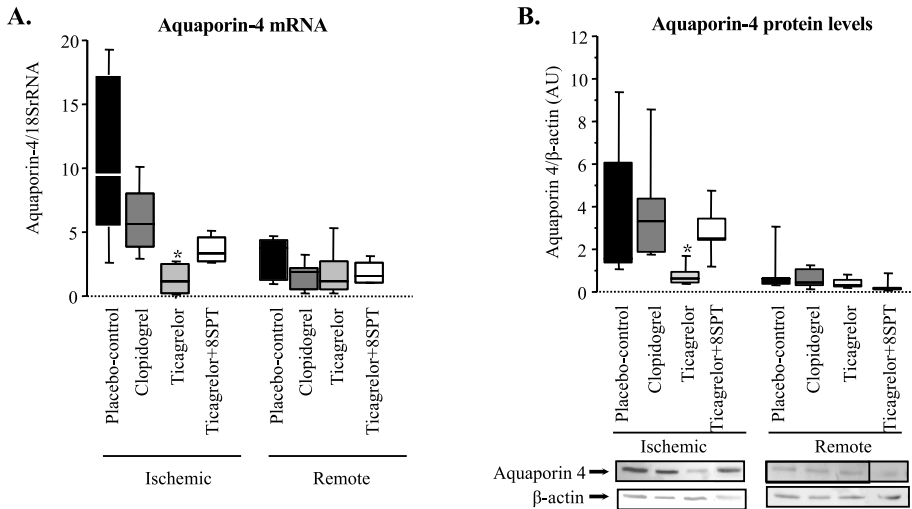 A.
Aquaporin-4 mRNA
Aquaporin-4/18SrRNA
20
15
10
5
0
*
Placebo-control
Clopidogrel
Ticagrelor
Ticagrelor+8SPT
Placebo-control
Clopidogrel
Ticagrelor
Ticagrelor+8SPT
Ischemic
Remote
B.
Aquaporin-4 protein levels
Aquaporin 4/β-actin (AU)
12
10
8
6
4
2
0
*
Placebo-control
Clopidogrel
Ticagrelor
Ticagrelor+8SPT
Placebo-control
Clopidogrel
Ticagrelor
Ticagrelor+8SPT
Ischemic
Remote
Aquaporin 4
β-actin